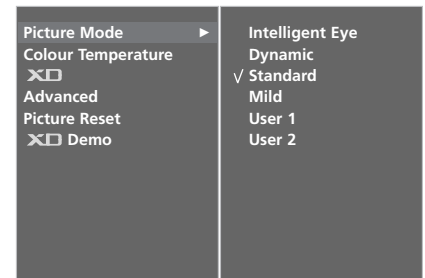 Picture Mode ►
Colour Temperature
XD
Advanced
Picture Reset
XD Demo
Intelligent Eye
Dynamic
√ Standard
Mild
User 1
User 2